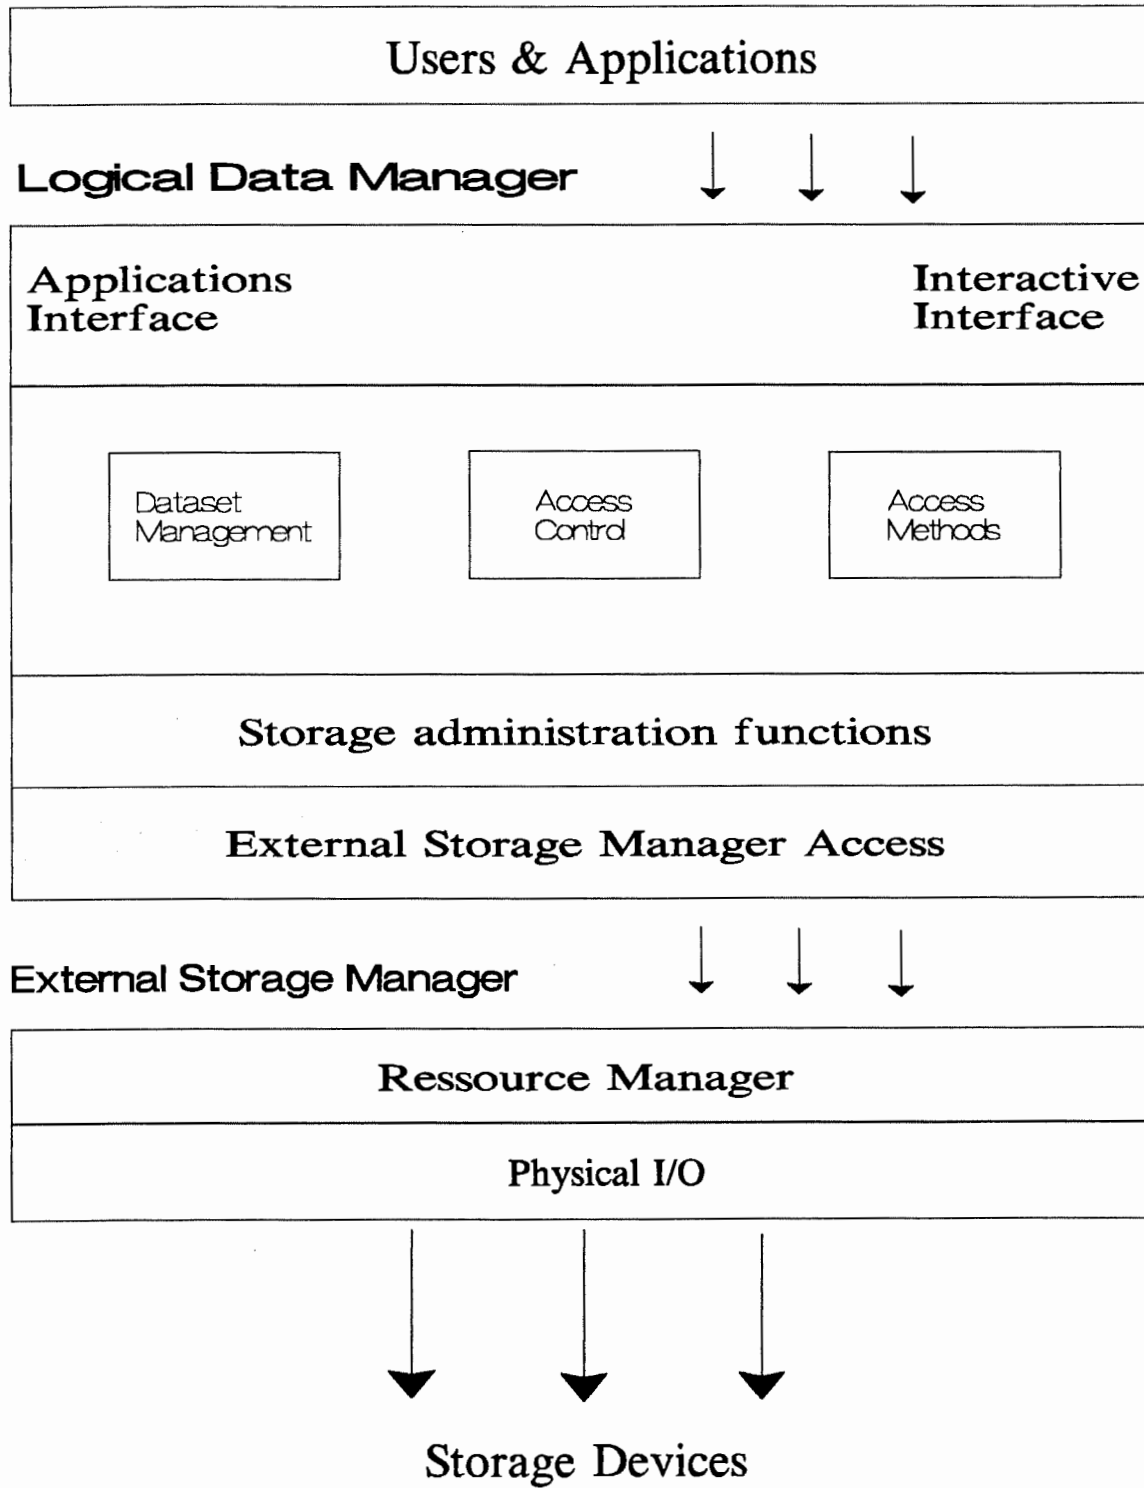 Users & Applications
Logical Data Manager
Applications
Interface
Interactive
Interface
Dataset
Management
Access
Control
Access
Methods
Storage administration functions
External Storage Manager Access
External Storage Manager
Ressource Manager
Physical I/O
Storage Devices